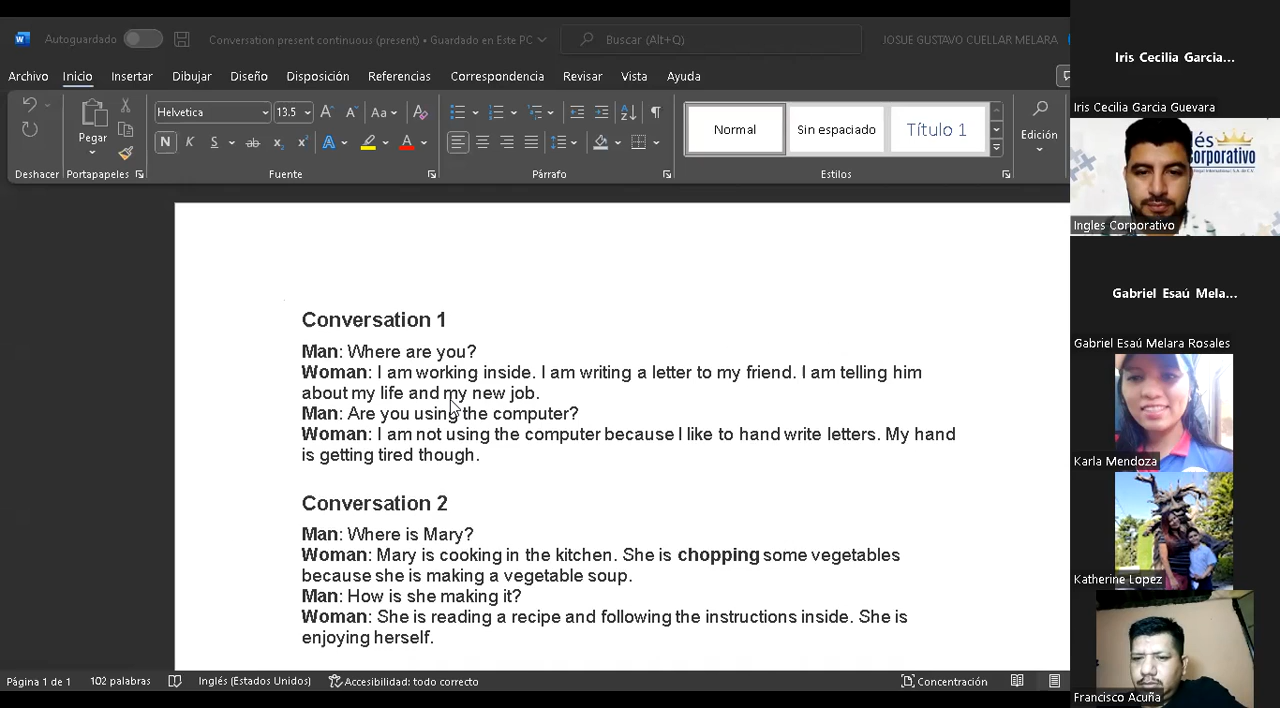 Autoguardado
Conversation present continuous (present) • Guardado en Este PC
Buscar (Alt+Q)
JOSUE GUSTAVO CUELLAR MELARA
Archivo Inicio Insertar Dibujar Diseño Disposición Referencias Correspondencia Revisar Vista Ayuda
Pegar
Helvetica 13.5
Normal
Sin espaciado
Título 1
Edición
Deshacer Portapapeles Fuente Párrafo Estilos
Conversation 1
Man: Where are you?
Woman: I am working inside. I am writing a letter to my friend. I am telling him
about my life and my new job.
Man: Are you using the computer?
Woman: I am not using the computer because I like to hand write letters. My hand
is getting tired though.
Conversation 2
Man: Where is Mary?
Woman: Mary is cooking in the kitchen. She is chopping some vegetables
because she is making a vegetable soup.
Man: How is she making it?
Woman: She is reading a recipe and following the instructions inside. She is
enjoying herself.
Página 1 de 1 102 palabras Inglés (Estados Unidos) Accesibilidad: todo correcto Concentración
Iris Cecilia Garcia...
Iris Cecilia Garcia Guevara
és
Corporativo
Ingles Corporativo
Gabriel Esaú Mela...
Gabriel Esaú Melara Rosales
Karla Mendoza
Katherine Lopez
Francisco Acuña